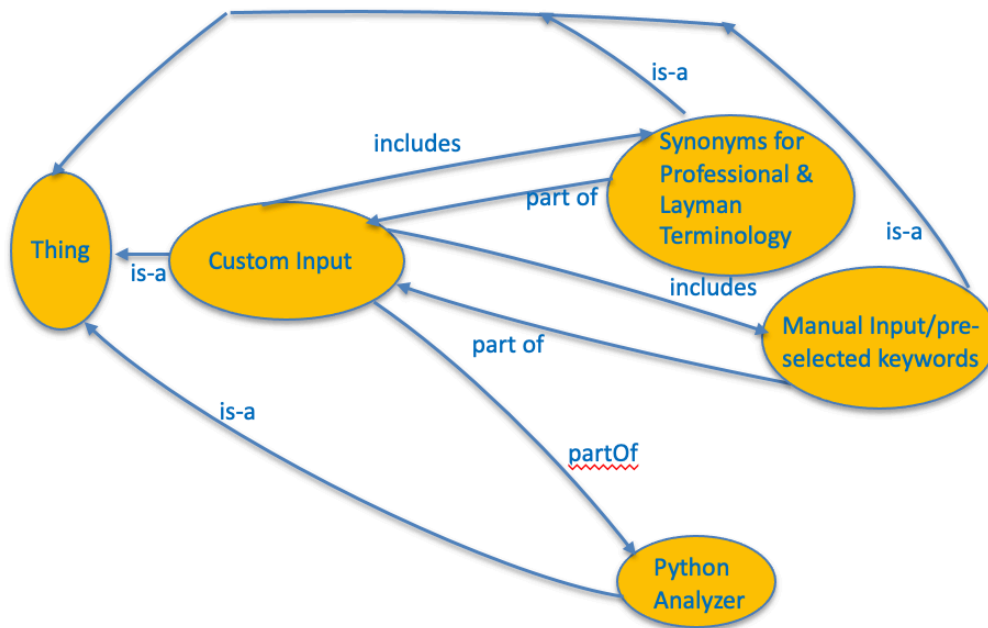 is-a
includes
Synonyms for
Professional &
Layman
Terminology
part of
Thing
is-a
Custom Input
is-a
includes
Manual Input/pre-
selected keywords
part of
is-a
partOf
Python
Analyzer